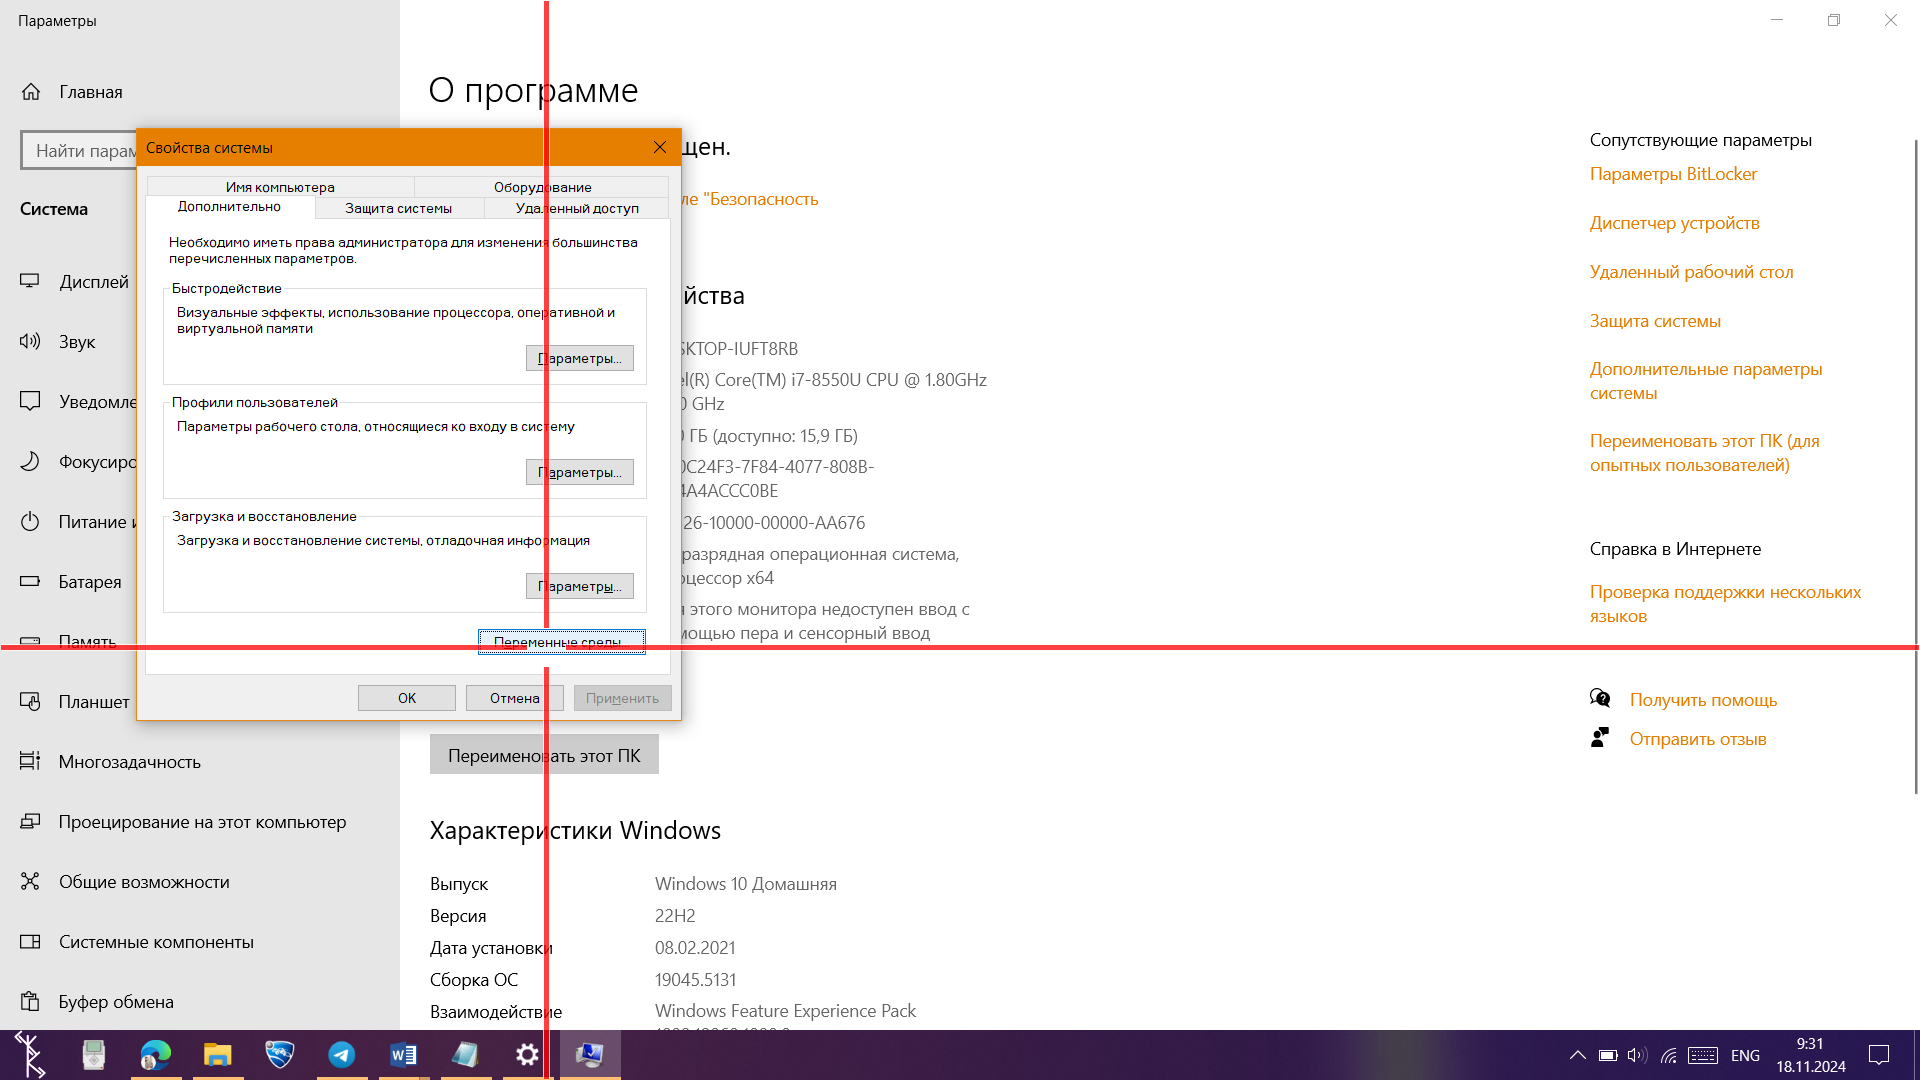 Параметры
Главная
Найти парам
Система
Дисплей
Звук
Уведомле
Фокусиро
Питание и
Батарея
Память
Планшет
Многозадачность
Проецирование на этот компьютер
Общие возможности
Системные компоненты
Буфер обмена
О программе
щен.
ле "Безопасность
йства
SKTOP-IUFT8RB
el(R) Core(TM) i7-8550U CPU @ 1.80GHz
0 GHz
0 ГБ (доступно: 15,9 ГБ)
0C24F3-7F84-4077-808B-
4A4ACCC0BE
26-10000-00000-AA676
разрядная операционная система,
оцессор x64
я этого монитора недоступен ввод с
мощью пера и сенсорный ввод
Переименовать этот ПК
Характеристики Windows
Выпуск Windows 10 Домашняя
Версия 22H2
Дата установки 08.02.2021
Сборка ОС 19045.5131
Взаимодействие Windows Feature Experience Pack
Свойства системы
Имя компьютера Оборудование
Дополнительно Защита системы Удаленный доступ
Необходимо иметь права администратора для изменения большинства
перечисленных параметров.
Быстродействие
Визуальные эффекты, использование процессора, оперативной и
виртуальной памяти
Параметры...
Профили пользователей
Параметры рабочего стола, относящиеся ко входу в систему
Параметры...
Загрузка и восстановление
Загрузка и восстановление системы, отладочная информация
Параметры...
Переменные среды...
ОК Отмена Применить
Сопутствующие параметры
Параметры BitLocker
Диспетчер устройств
Удаленный рабочий стол
Защита системы
Дополнительные параметры
системы
Переименовать этот ПК (для
опытных пользователей)
Справка в Интернете
Проверка поддержки нескольких
языков
Получить помощь
Отправить отзыв
ENG
9:31
18.11.2024